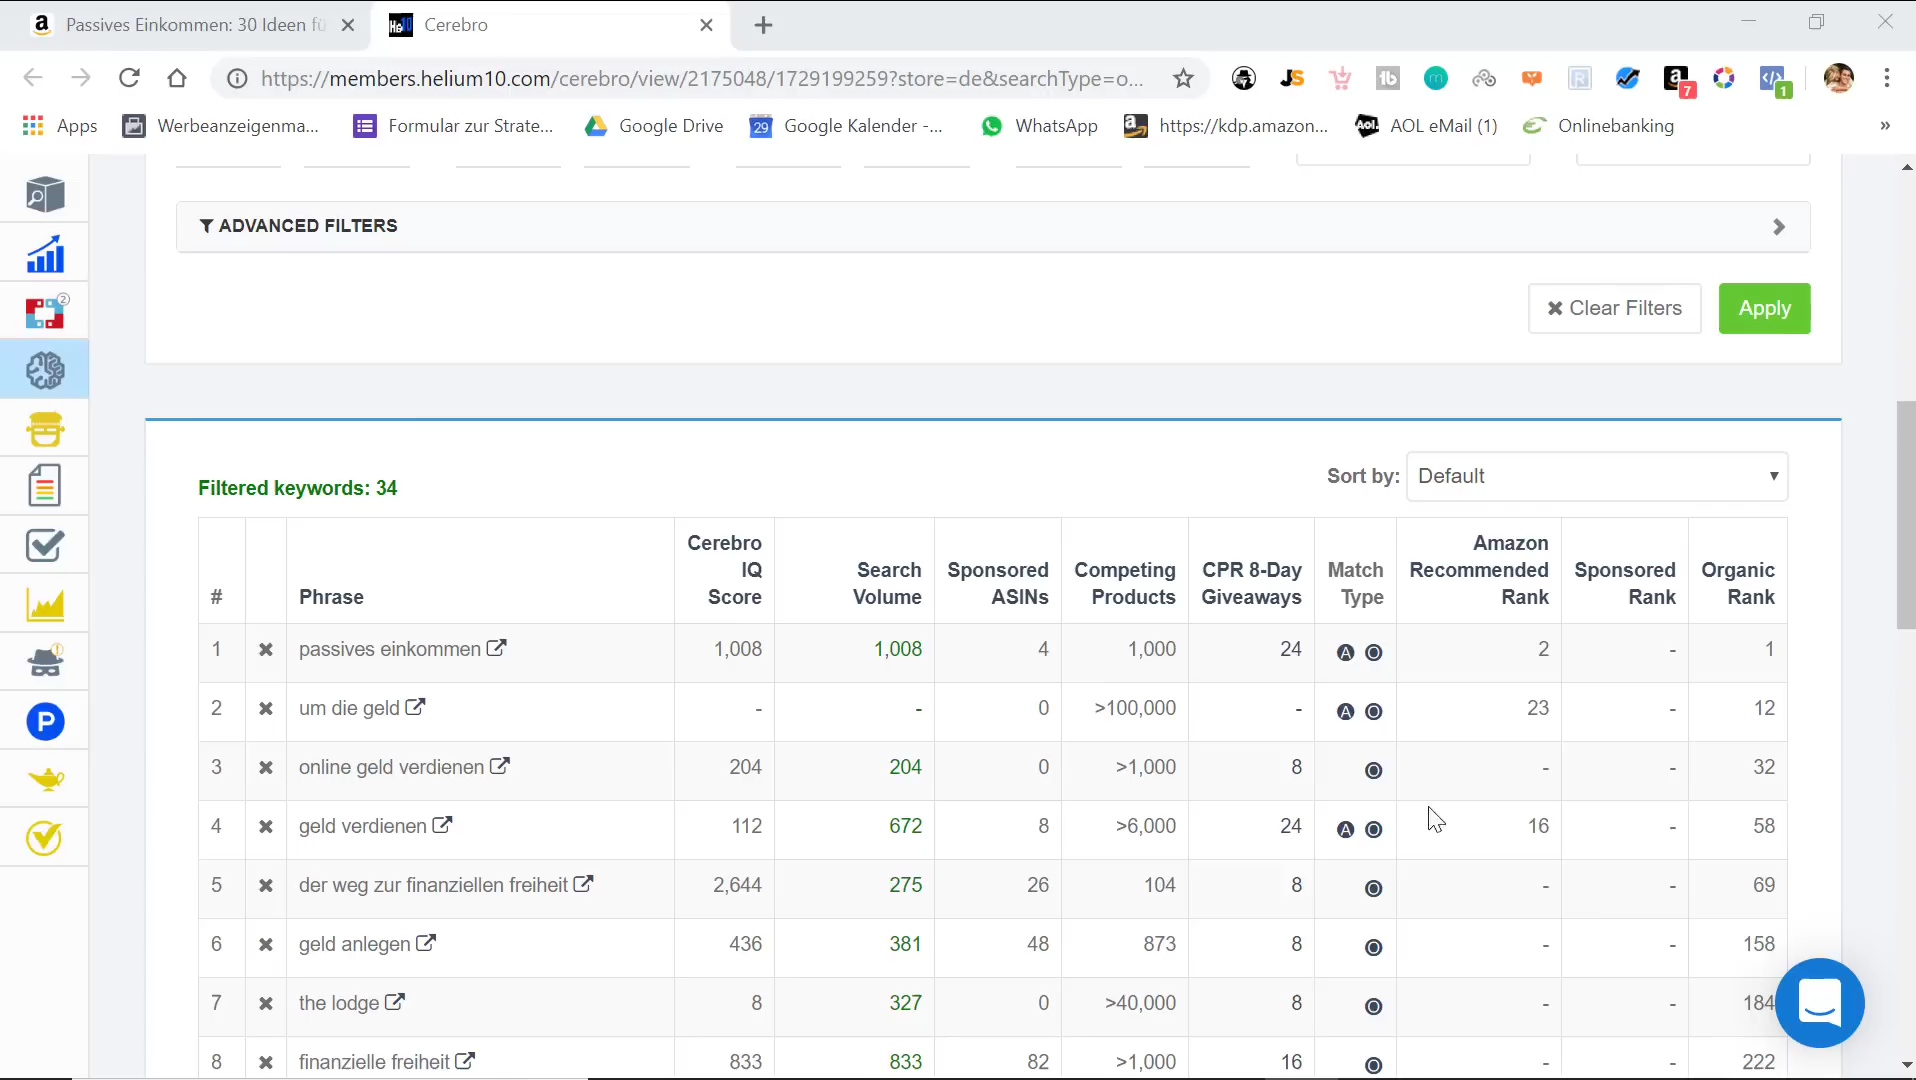 Passives Einkommen: 30 Ideen fü
Cerebro
https://members.helium10.com/cerebro/view/2175048/1729199259?store=de&searchType=o...
JS
tb
m
R
7
1
Apps
Werbeanzeigenma...
Formular zur Strate...
Google Drive
29
Google Kalender -...
WhatsApp
https://kdp.amazon...
Aol.
AOL eMail (1)
Onlinebanking
»
ADVANCED FILTERS
Clear Filters
Apply
2
P
Filtered keywords: 34
Sort by:
Default
# Phrase Cerebro IQ Score Search Volume Sponsored ASINs Competing Products CPR 8-Day Giveaways Match Type Amazon Recommended Rank Sponsored Rank Organic Rank
1 passives einkommen 1,008 1,008 4 1,000 24 A O 2 - 1
2 um die geld - - 0 >100,000 - A O 23 - 12
3 online geld verdienen 204 204 0 >1,000 8 O - - 32
4 geld verdienen 112 672 8 >6,000 24 A O 16 - 58
5 der weg zur finanziellen freiheit 2,644 275 26 104 8 O - - 69
6 geld anlegen 436 381 48 873 8 O - - 158
7 the lodge 8 327 0 >40,000 8 O - - 184
8 finanzielle freiheit 833 833 82 >1,000 16 O - - 222